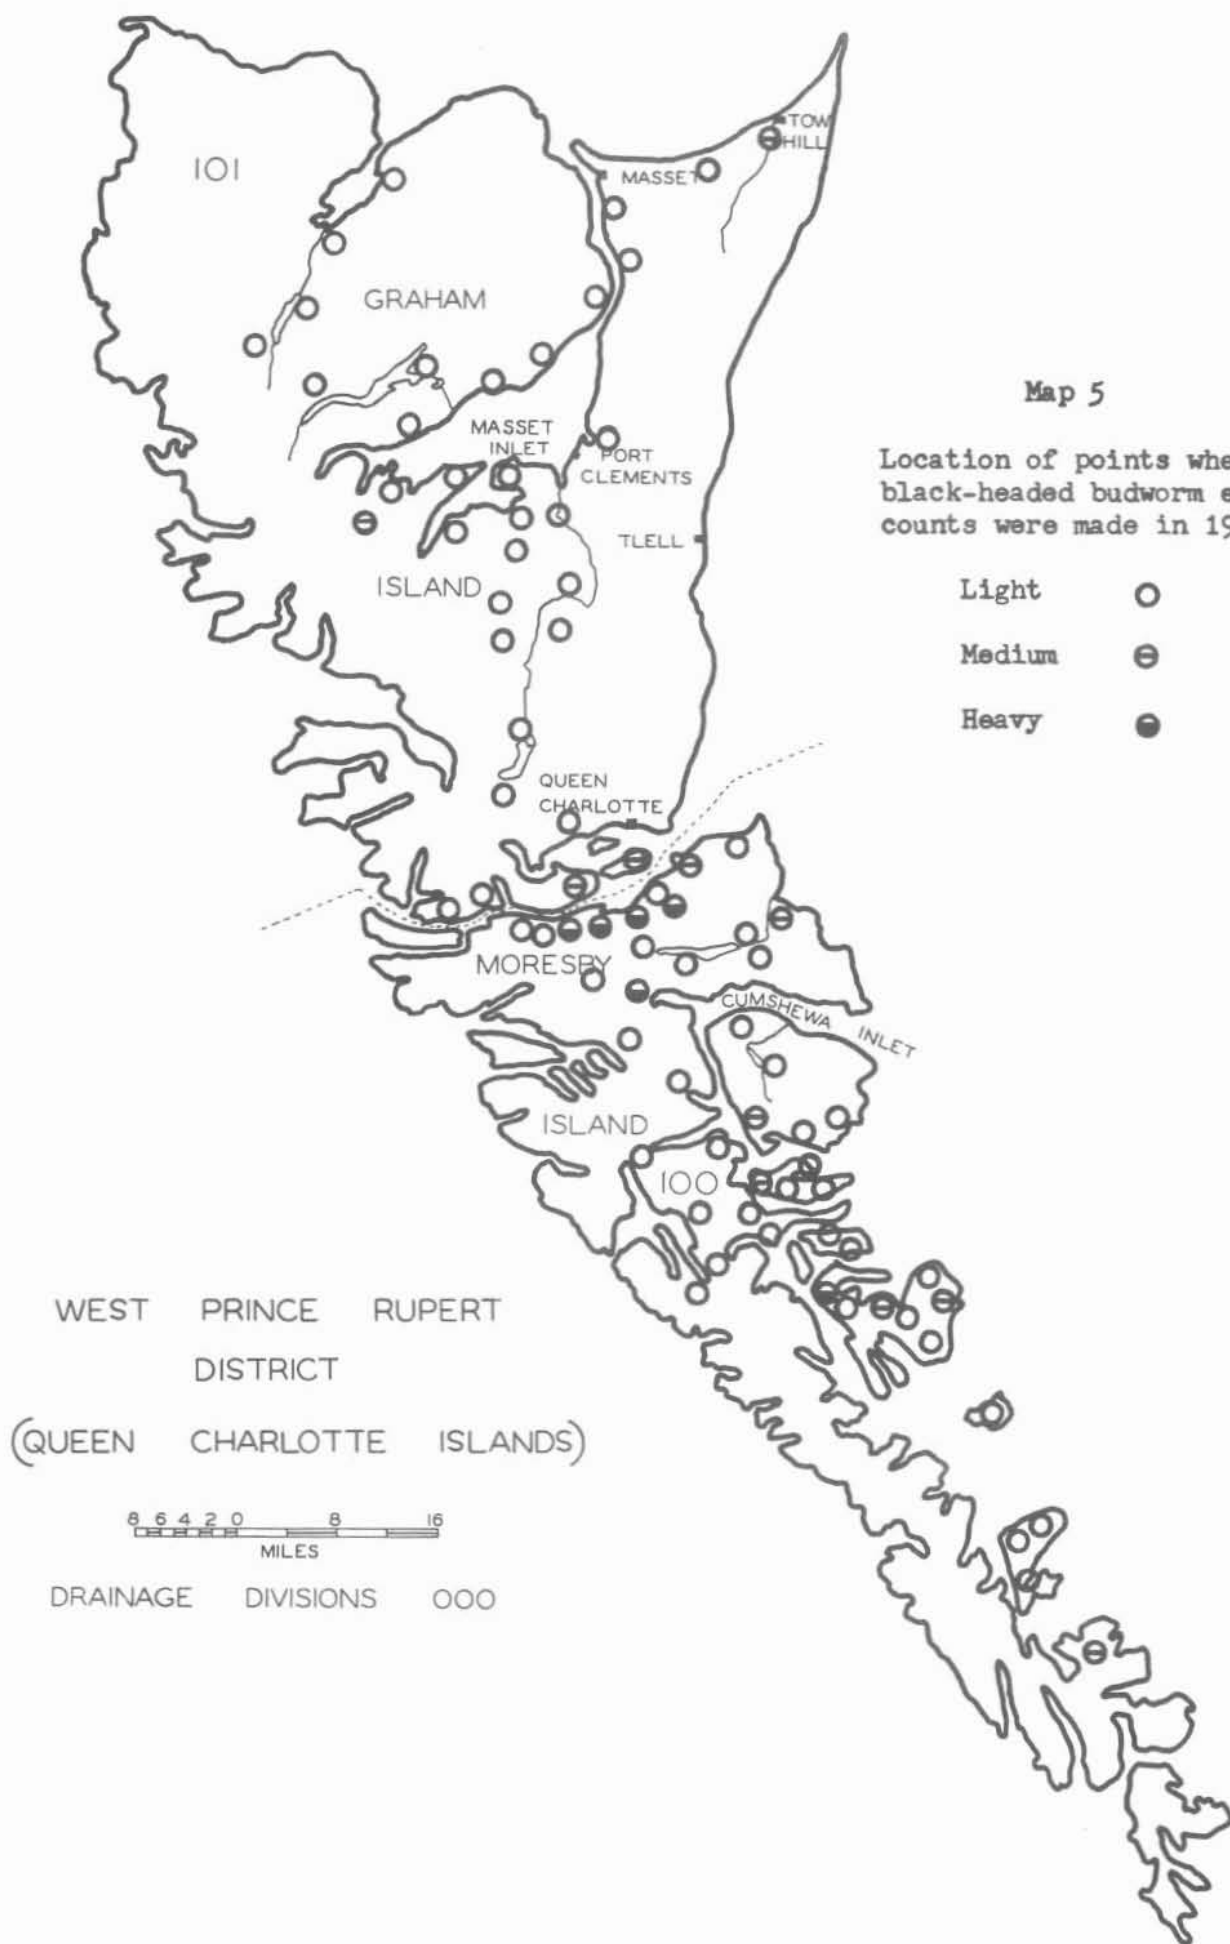 101
TOW
HILL
MASSET
GRAHAM
Map 5
MASSET
INLET
PORT
CLEMENTS
Location of points
black-headed budworm
counts were made in
TLELL
ISLAND
Light
Medium
Heavy
QUEEN
CHARLOTTE
MORESBY
CUMSHEWA INLET
ISLAND
100
WEST PRINCE RUPERT
DISTRICT
(QUEEN CHARLOTTE ISLANDS)
8 6 4 2 0 8 16
MILES
DRAINAGE DIVISIONS 000